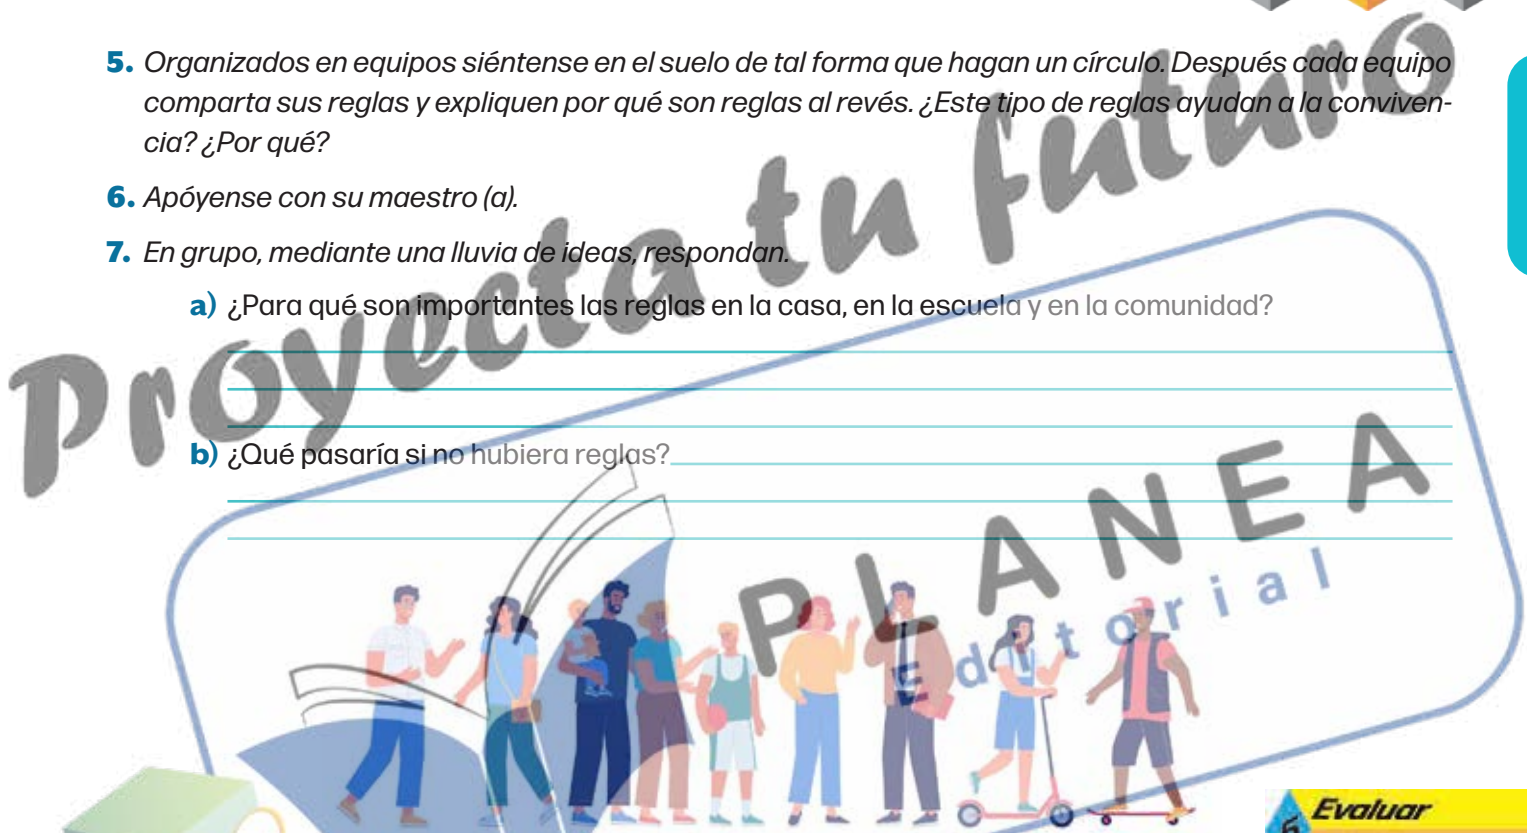 5. Organizados en equipos siéntense en el suelo de tal forma que hagan un círculo. Después cada equipo
comparta sus reglas y expliquen por qué son reglas al revés. ¿Este tipo de reglas ayudan a la conviven-
cia? ¿Por qué?
6. Apóyense con su maestro (a).
7. En grupo, mediante una lluvia de ideas, respondan.
a) ¿Para qué son importantes las reglas en la casa, en la escuela y en la comunidad?
b) ¿Qué pasaría si no hubiera reglas?
Proyecta tu futuro
PLANEA
Editorial
Evaluar